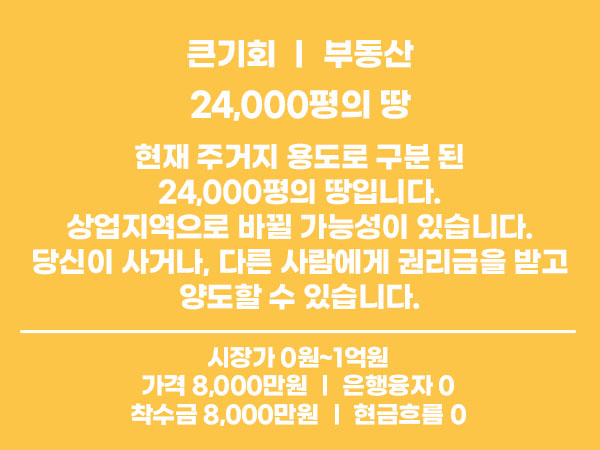 큰기회 ㅣ 부동산
24,000평의 땅
현재 주거지 용도로 구분 된
24,000평의 땅입니다.
상업지역으로 바뀔 가능성이 있습니다.
당신이 사거나, 다른 사람에게 권리금을 받고
양도할 수 있습니다.
시장가 0원~1억원
가격 8,000만원 ㅣ 은행융자 0
착수금 8,000만원 ㅣ 현금흐름 0